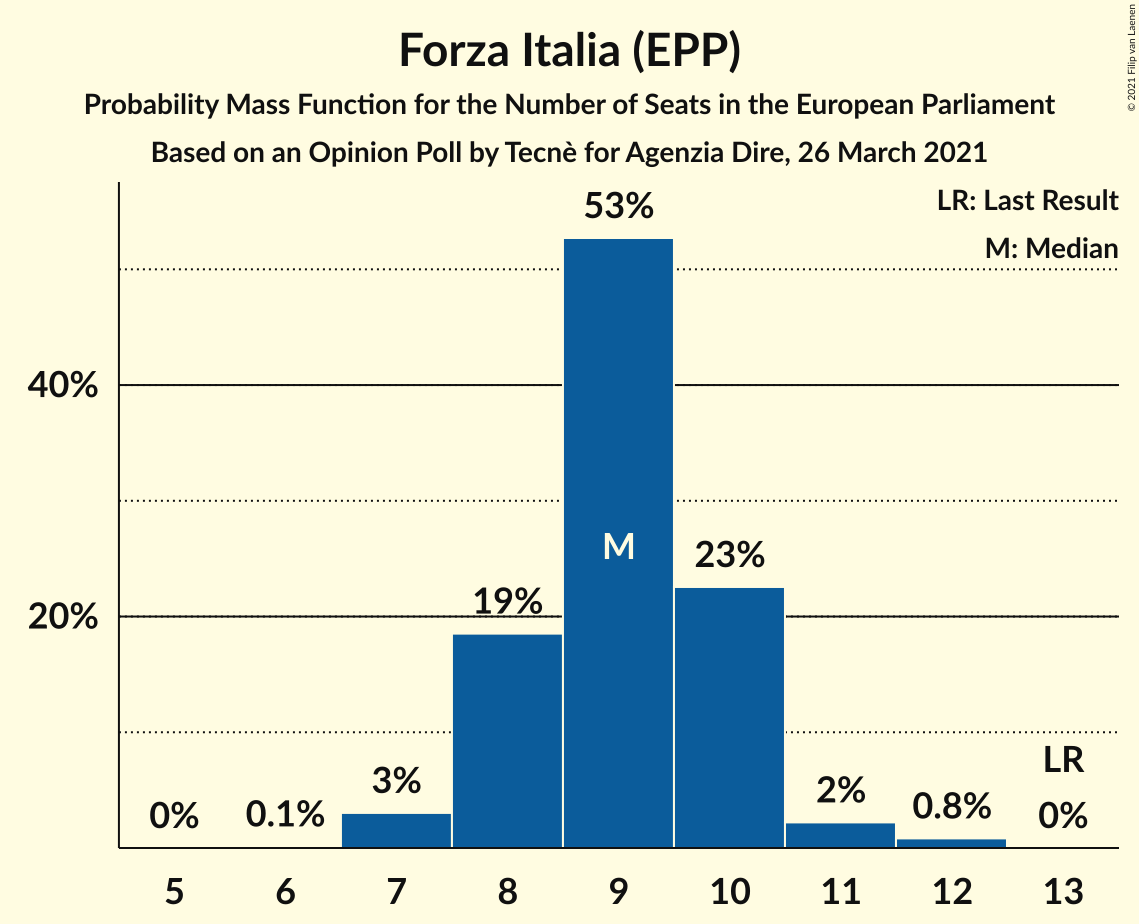 Forza Italia (EPP)
Probability Mass Function for the Number of Seats in the European Parliament
Based on an Opinion Poll by Tecnè for Agenzia Dire, 26 March 2021
© 2021 Filip van Laenen
LR: Last Result
M: Median
53%
40%
M
23%
20%
19%
LR
0%
0.1%
3%
2%
0.8%
0%
5 6 7 8 9 10 11 12 13